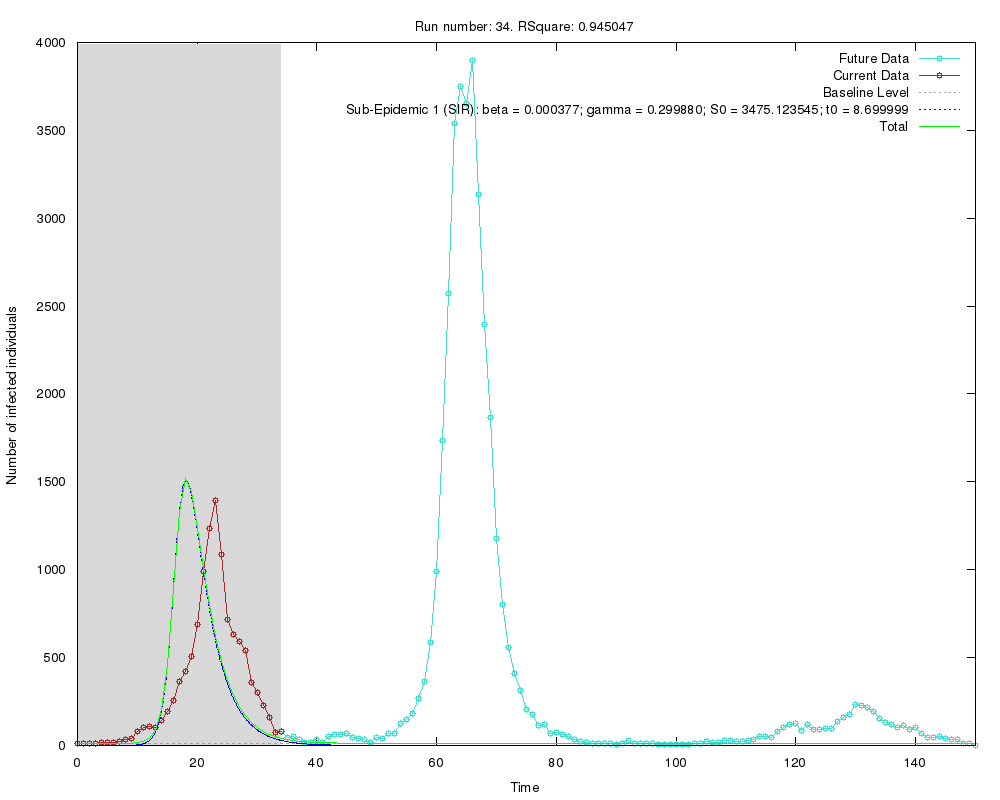 Run number: 34. RSquare: 0.945047
Future Data
Current Data
Baseline Level
Sub-Epidemic 1 (SIR): beta = 0.000377; gamma = 0.299880; S0 = 3475.123545; t0 = 8.699999
Total
4000
3500
3000
2500
2000
1500
1000
500
0
Number of infected individuals
0 20 40 60 80 100 120 140
Time